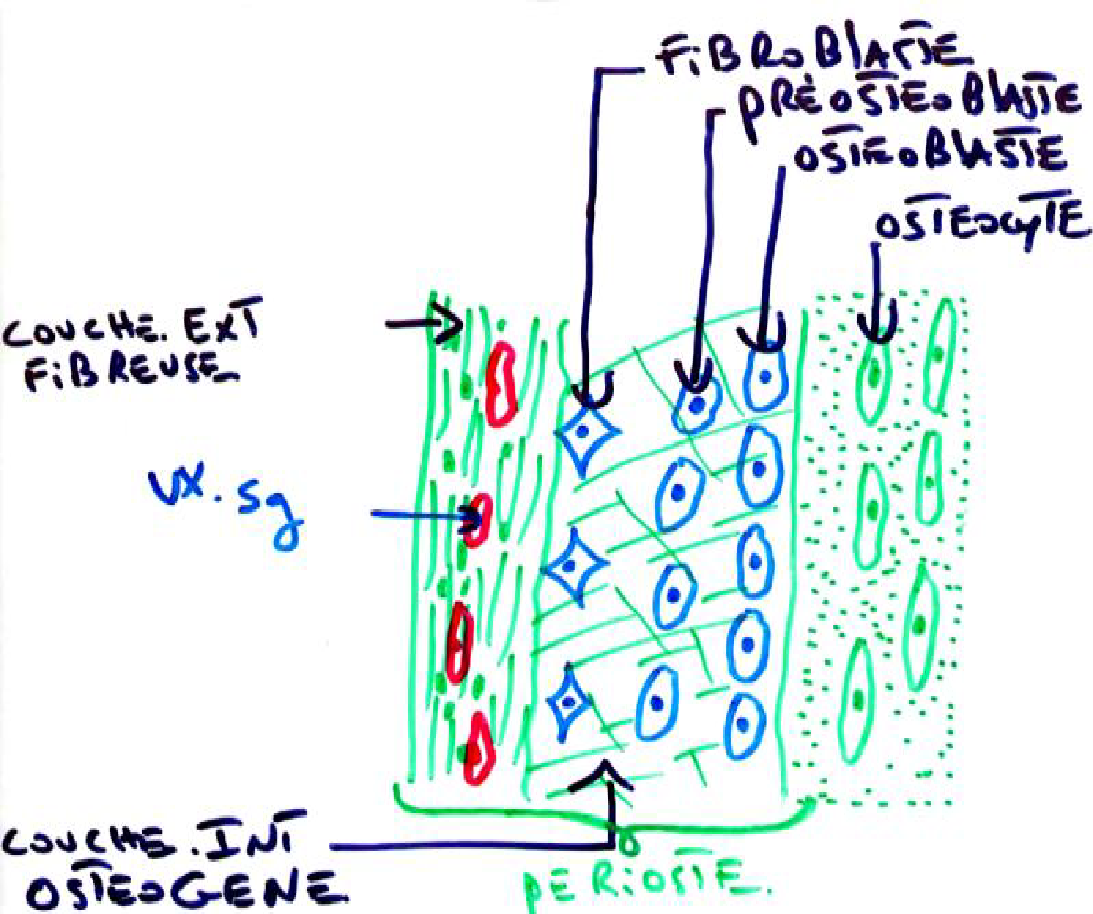 FiBRoBlASTE
PRÉOSTEOBlASTE
OSTEOBLASTE
OSTEOCYTE
COUCHE.EXT
FiBREUSE
VX.sg
COUCHE.INT
OSTEOGENE
PERiOSTE.